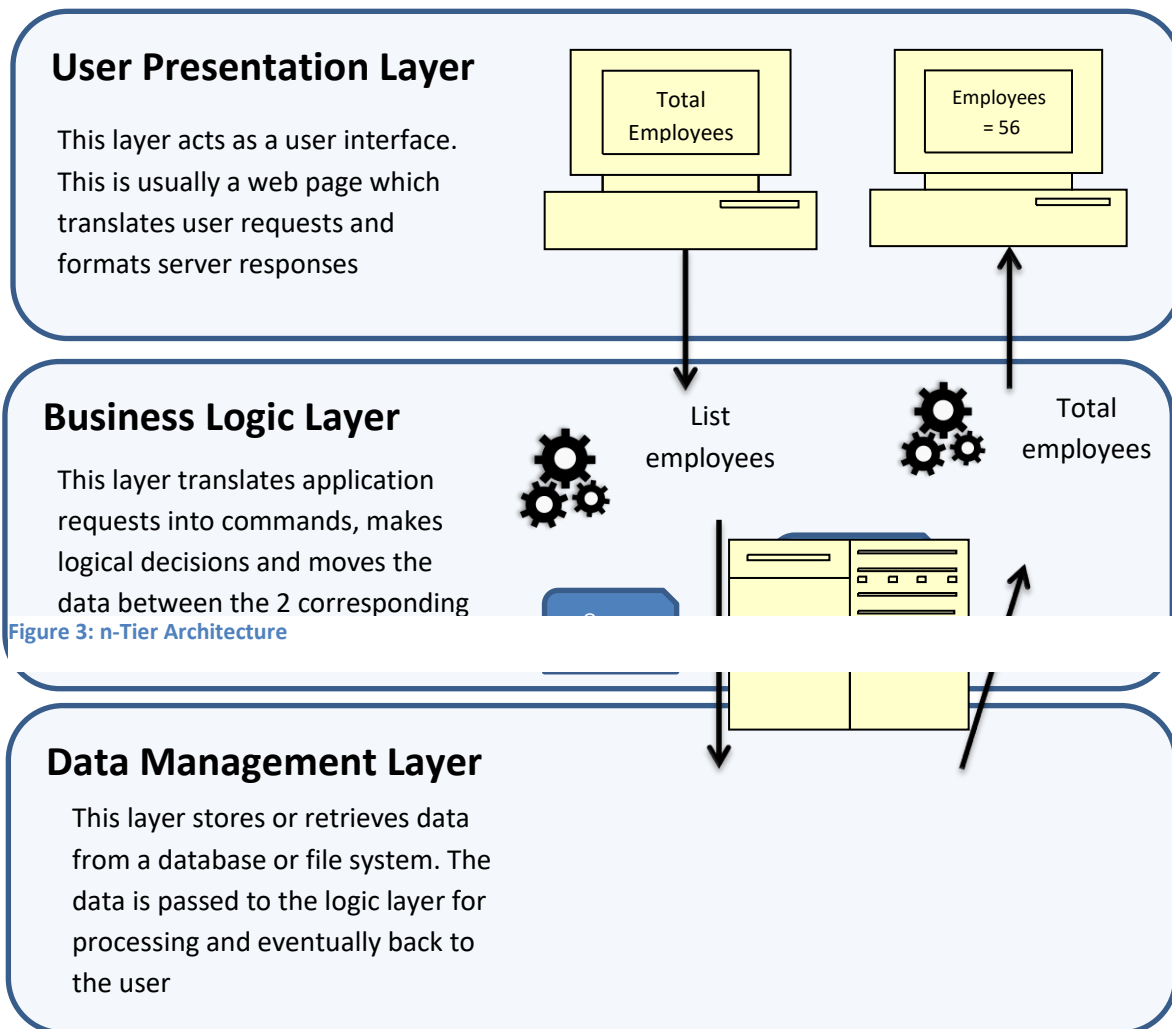 User Presentation Layer
This layer acts as a user interface.
This is usually a web page which
translates user requests and
formats server responses
Total
Employees
Employees
= 56
Business Logic Layer
This layer translates application
requests into commands, makes
logical decisions and moves the
data between the 2 corresponding
List
employees
Total
employees
Figure 3: n-Tier Architecture
Data Management Layer
This layer stores or retrieves data
from a database or file system. The
data is passed to the logic layer for
processing and eventually back to
the user